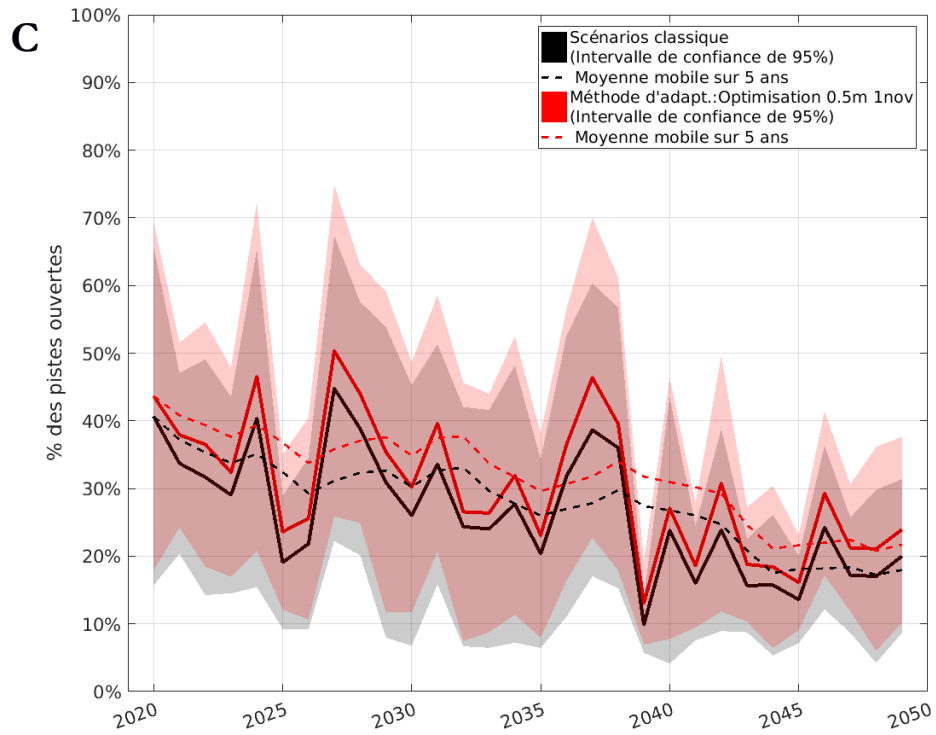 C
100%
90%
80%
70%
60%
50%
40%
30%
20%
10%
0%
% des pistes ouvertes
Scénarios classique
(Intervalle de confiance de 95%)
Moyenne mobile sur 5 ans
Méthode d'adapt.:Optimisation 0.5m 1nov
(Intervalle de confiance de 95%)
Moyenne mobile sur 5 ans
2020
2025
2030
2035
2040
2045
2050